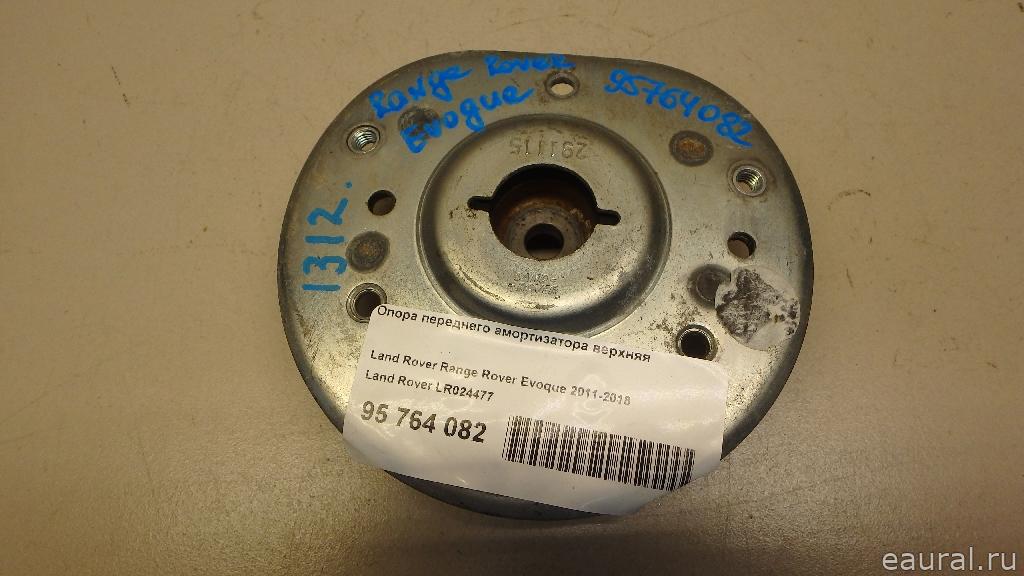 Range Rover
Evogue
95764082
291115
1312.
Опора переднего амортизатора верхняя
Land Rover Range Rover Evoque 2011-2018
Land Rover LR024477
95 764 082
eaural.ru